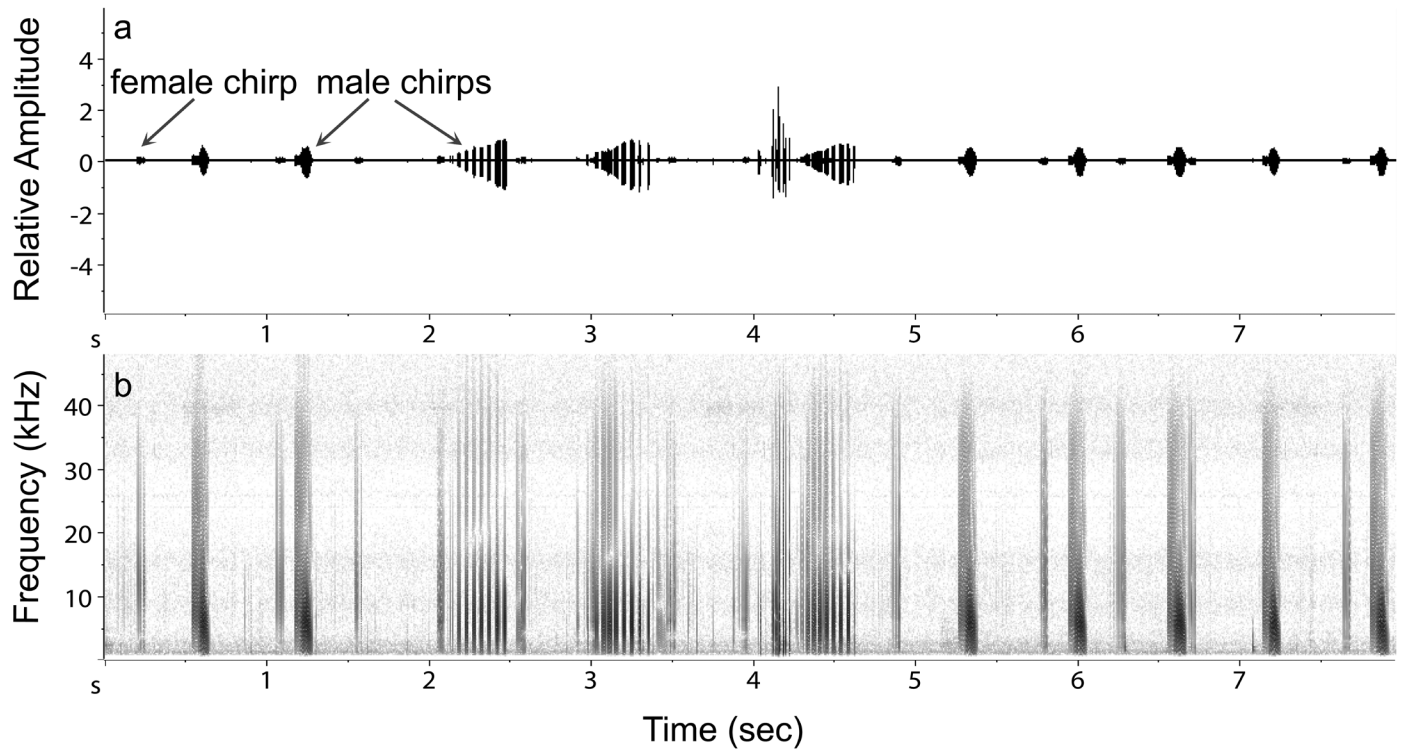 a
Relative Amplitude
female chirp male chirps
4
2
0
-2
-4
s 1 2 3 4 5 6 7
b
Frequency (kHz)
40
30
20
10
s 1 2 3 4 5 6 7
Time (sec)